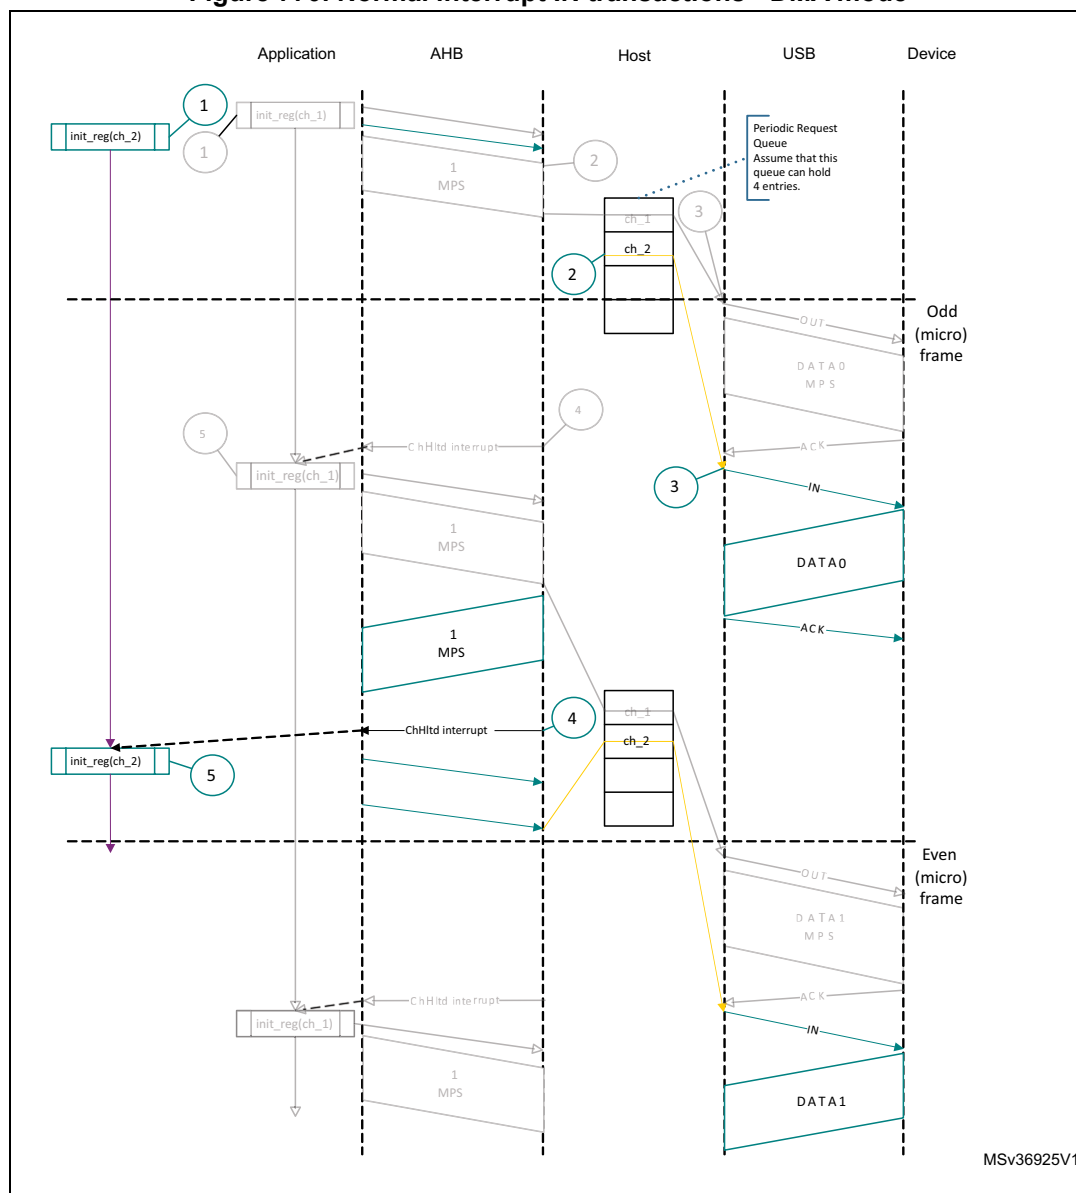 Application
AHB
Host
USB
Device
1
init_reg(ch_1)
init_reg(ch_2)
1
Periodic Request
Queue
Assume that this
queue can hold
4 entries.
1
MPS
2
3
ch_1
ch_2
2
Odd
(micro)
frame
OUT
DATA0
MPS
4
5
ChHltd interrupt
ACK
init_reg(ch_1)
3
IN
1
MPS
DATA0
ACK
1
MPS
ch_1
4
ChHltd interrupt
ch_2
init_reg(ch_2)
5
Even
(micro)
frame
OUT
DATA1
MPS
ChHltd interrupt
ACK
init_reg(ch_1)
IN
1
MPS
DATA1
MSv36925V1